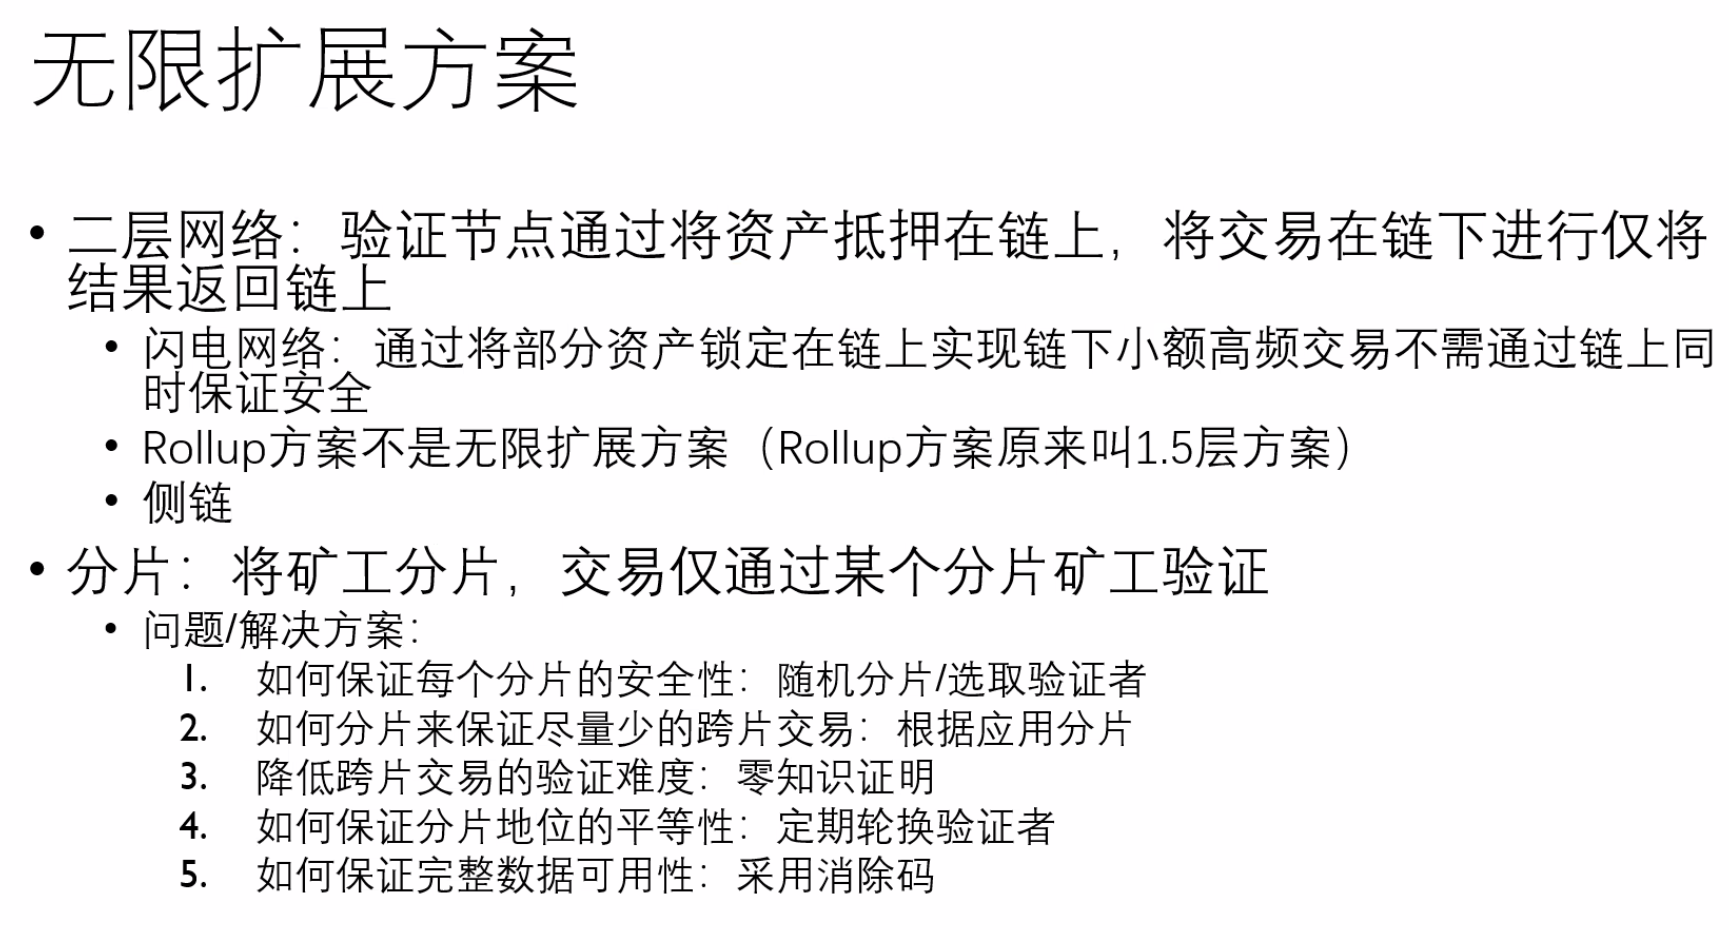 无限扩展方案
• 二层网络：验证节点通过将资产抵押在链上，将交易在链下进行仅将
结果返回链上
• 闪电网络：通过将部分资产锁定在链上实现链下小额高频交易不需通过链上同
时保证安全
• Rollup方案不是无限扩展方案（Rollup方案原来叫1.5层方案）
• 侧链
• 分片：将矿工分片，交易仅通过某个分片矿工验证
• 问题/解决方案：
1. 如何保证每个分片的安全性：随机分片/选取验证者
2. 如何分片来保证尽量少的跨片交易：根据应用分片
3. 降低跨片交易的验证难度：零知识证明
4. 如何保证分片地位的平等性：定期轮换验证者
5. 如何保证完整数据可用性：采用消除码